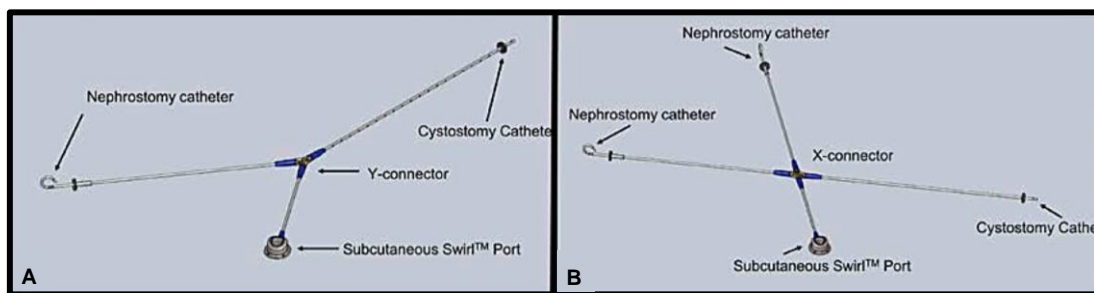 Nephrostomy catheter
Cystostomy Cathete
Y-connector
Subcutaneous Swirl™ Port
A
Nephrostomy catheter
Nephrostomy catheter
X-connector
Cystostomy Cathe
Subcutaneous Swirl™ Port
B